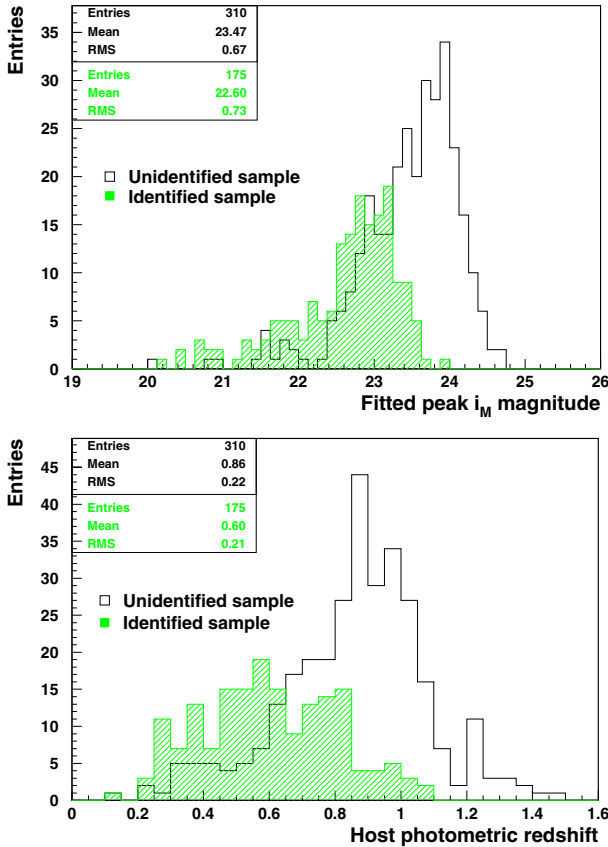 Entries
Entries 310
Mean 23.47
RMS 0.67
Entries 175
Mean 22.60
RMS 0.73
Unidentified sample
Identified sample
35
30
25
20
15
10
5
0
19 20 21 22 23 24 25 26
Fitted peak i_M magnitude
Entries
Entries 310
Mean 0.86
RMS 0.22
Entries 175
Mean 0.60
RMS 0.21
Unidentified sample
Identified sample
45
40
35
30
25
20
15
10
5
0
0 0.2 0.4 0.6 0.8 1 1.2 1.4 1.6
Host photometric redshift